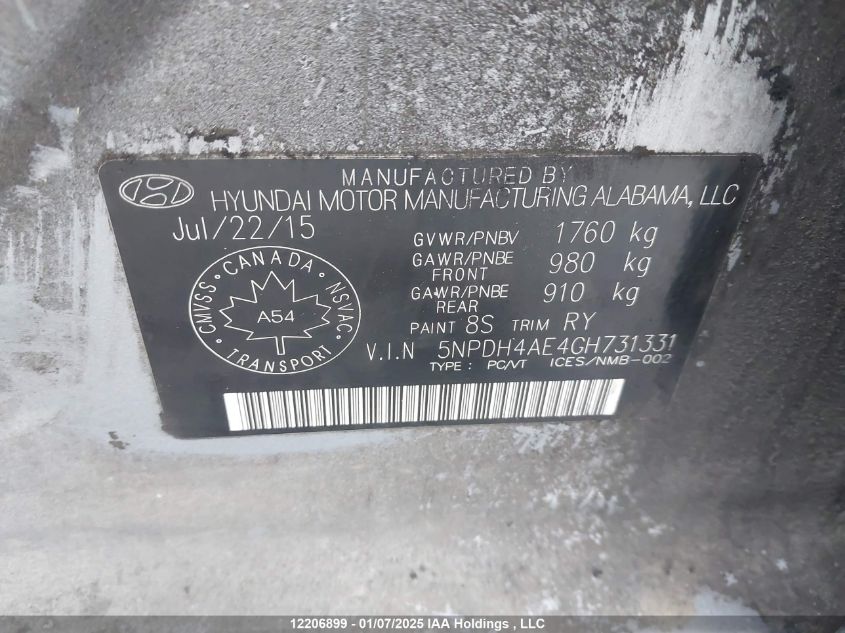 MANUFACTURED BY
HYUNDAI MOTOR MANUFACTURING ALABAMA, LLC
Jul/22/15
GVWR/PNBV 1760 kg
GAWR/PNBE FRONT 980 kg
GAWR/PNBE REAR 910 kg
PAINT 8S TRIM RY
CANADA
CMVSS · NSVAC
A54
TRANSPORT
V.I.N 5NPDH4AE4GH731331
TYPE : PC/VT ICES/NMB-002
12206899 - 01/07/2025 IAA Holdings , LLC